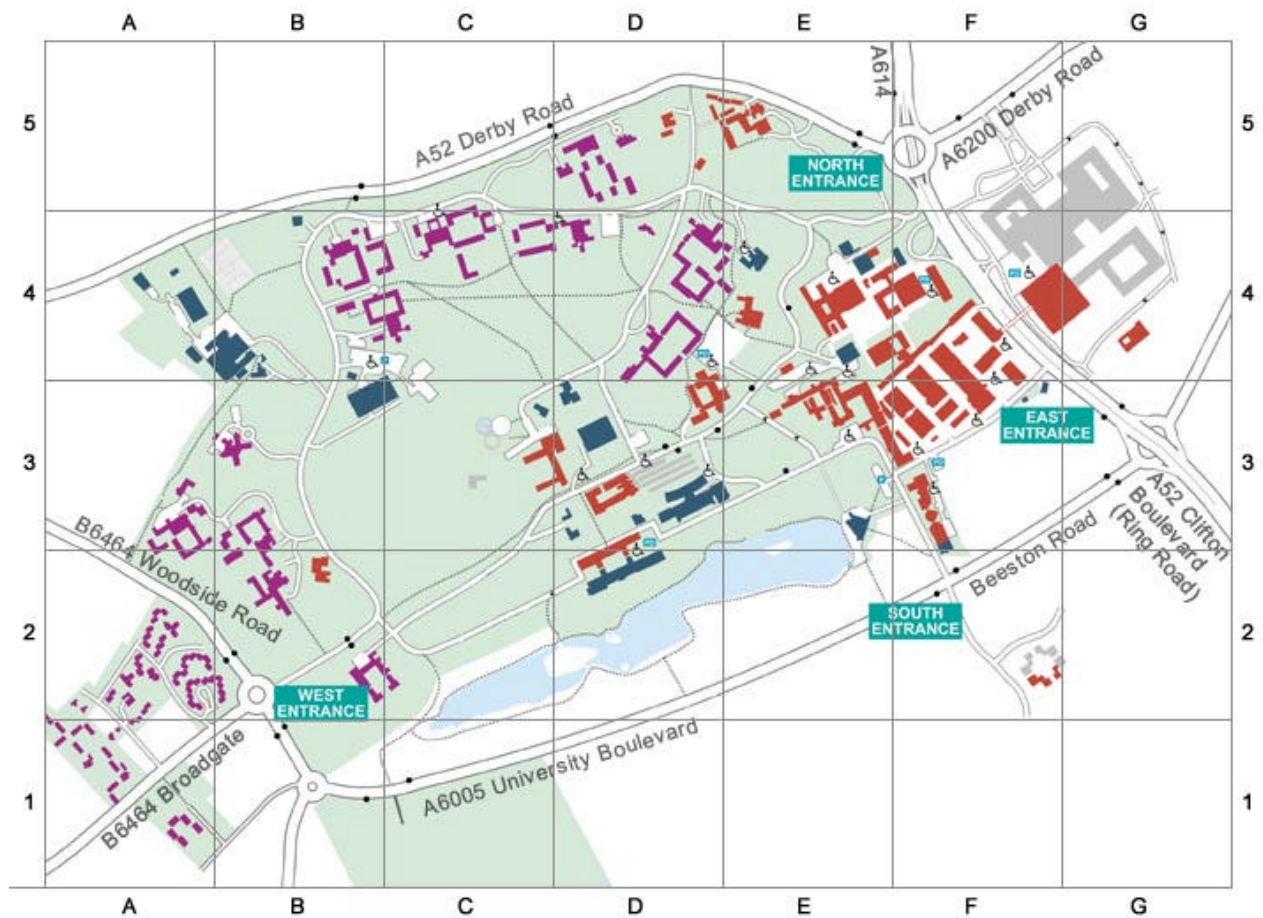 A B C D E F G
5 5
4 4
3 3
2 2
1 1
A52 Derby Road
A614
A6200 Derby Road
NORTH
ENTRANCE
EAST
ENTRANCE
A52 Clifton
Boulevard
(Ring Road)
Beeston Road
SOUTH
ENTRANCE
B6464 Woodside Road
WEST
ENTRANCE
B6464 Broadgate
A6005 University Boulevard
A B C D E F G